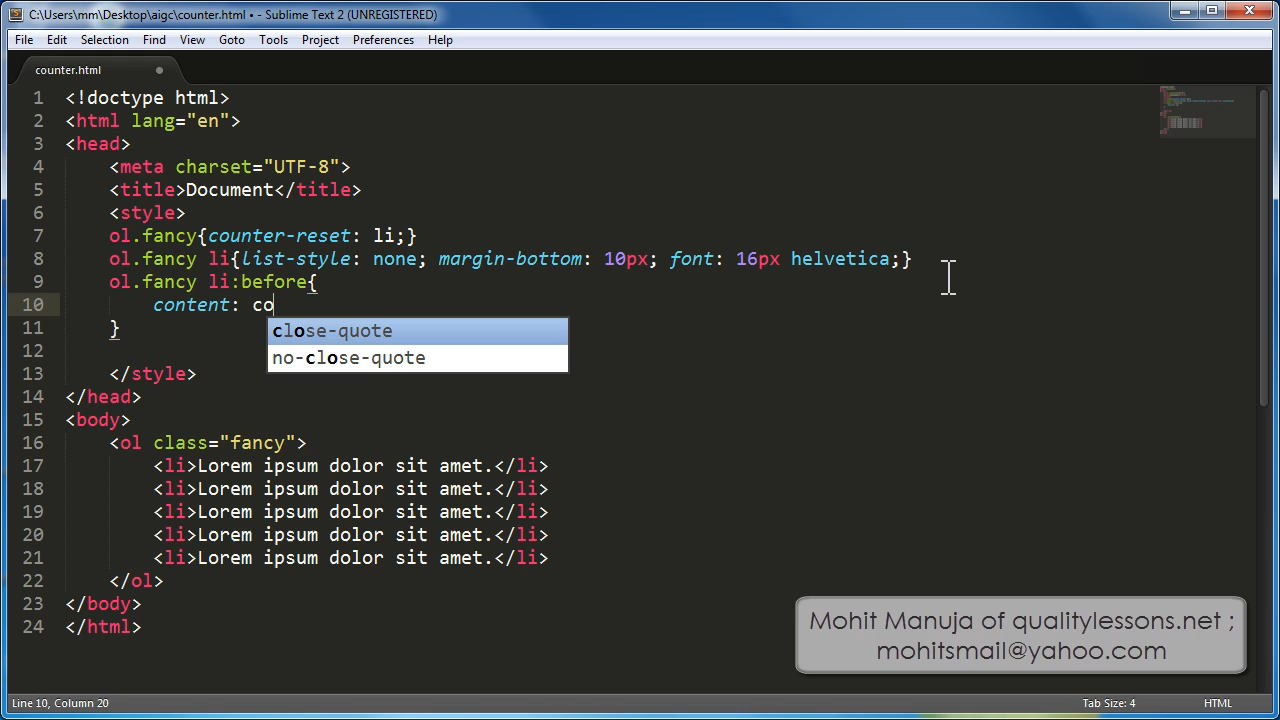 C:\Users\mm\Desktop\aigc\counter.html • - Sublime Text 2 (UNREGISTERED)
File Edit Selection Find View Goto Tools Project Preferences Help
counter.html
1 <!doctype html>
2 <html lang="en">
3 <head>
4 <meta charset="UTF-8">
5 <title>Document</title>
6 <style>
7 ol.fancy{counter-reset: li;}
8 ol.fancy li{list-style: none; margin-bottom: 10px; font: 16px helvetica;}
9 ol.fancy li:before{
10 content: co
close-quote
11 }
no-close-quote
12
13 </style>
14 </head>
15 <body>
16 <ol class="fancy">
17 <li>Lorem ipsum dolor sit amet.</li>
18 <li>Lorem ipsum dolor sit amet.</li>
19 <li>Lorem ipsum dolor sit amet.</li>
20 <li>Lorem ipsum dolor sit amet.</li>
21 <li>Lorem ipsum dolor sit amet.</li>
22 </ol>
23 </body>
24 </html>
Mohit Manuja of qualitylessons.net ;
mohitsmail@yahoo.com
Line 10, Column 20 Tab Size: 4 HTML